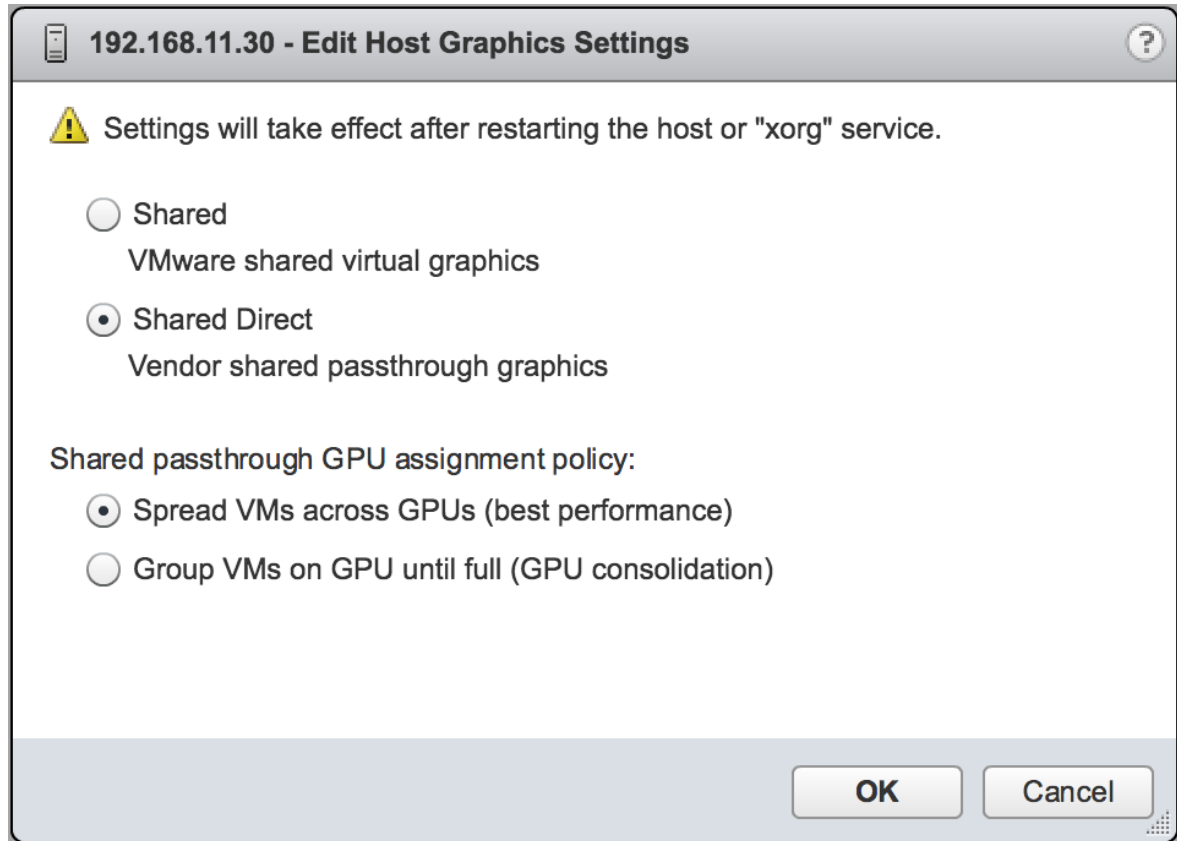 192.168.11.30 - Edit Host Graphics Settings
?
Settings will take effect after restarting the host or "xorg" service.
Shared
VMware shared virtual graphics
Shared Direct
Vendor shared passthrough graphics
Shared passthrough GPU assignment policy:
Spread VMs across GPUs (best performance)
Group VMs on GPU until full (GPU consolidation)
OK
Cancel